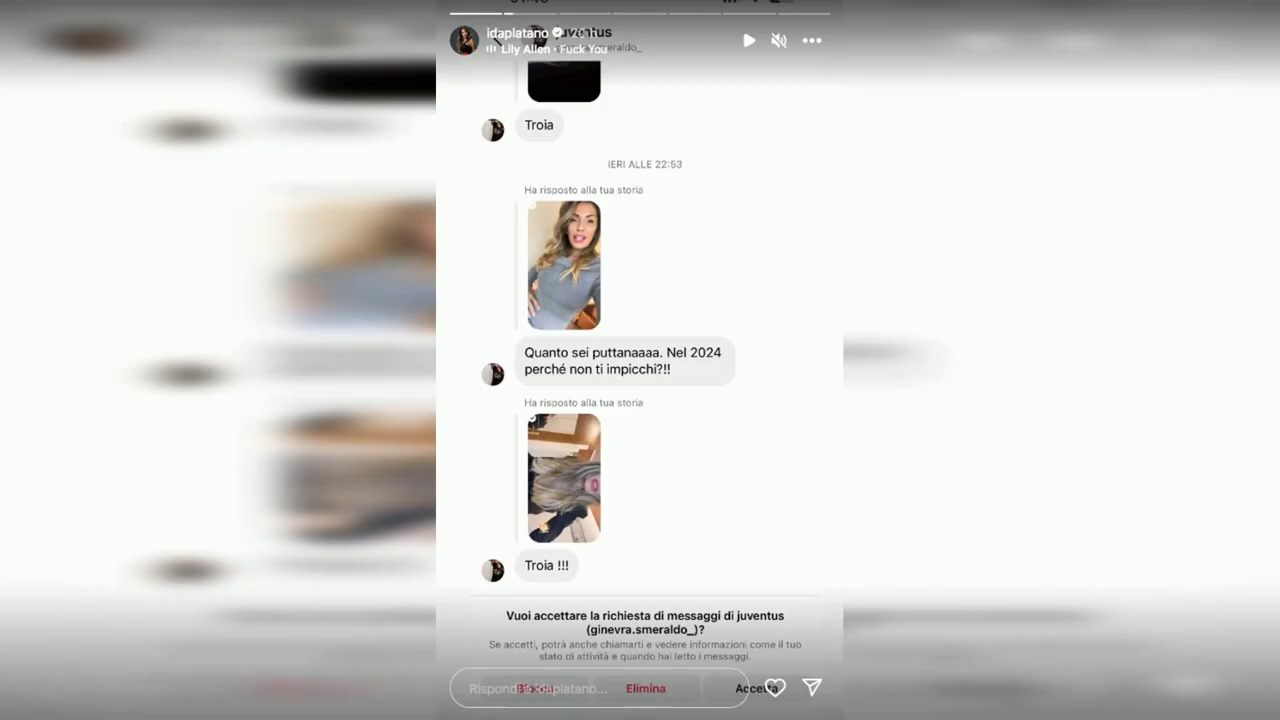 idaplatano
juventus
Lily Allen · Fuck You
Troia
IERI ALLE 22:53
Ha risposto alla tua storia
Quanto sei puttanaaaa. Nel 2024
perché non ti impicchi?!!
Ha risposto alla tua storia
Troia !!!
Vuoi accettare la richiesta di messaggi di juventus
(ginevra.smeraldo_)?
Se accetti, potrà anche chiamarti e vedere informazioni come il tuo
stato di attività e quando hai letto i messaggi.
Rispondi a idaplatano...
Elimina
Accetta